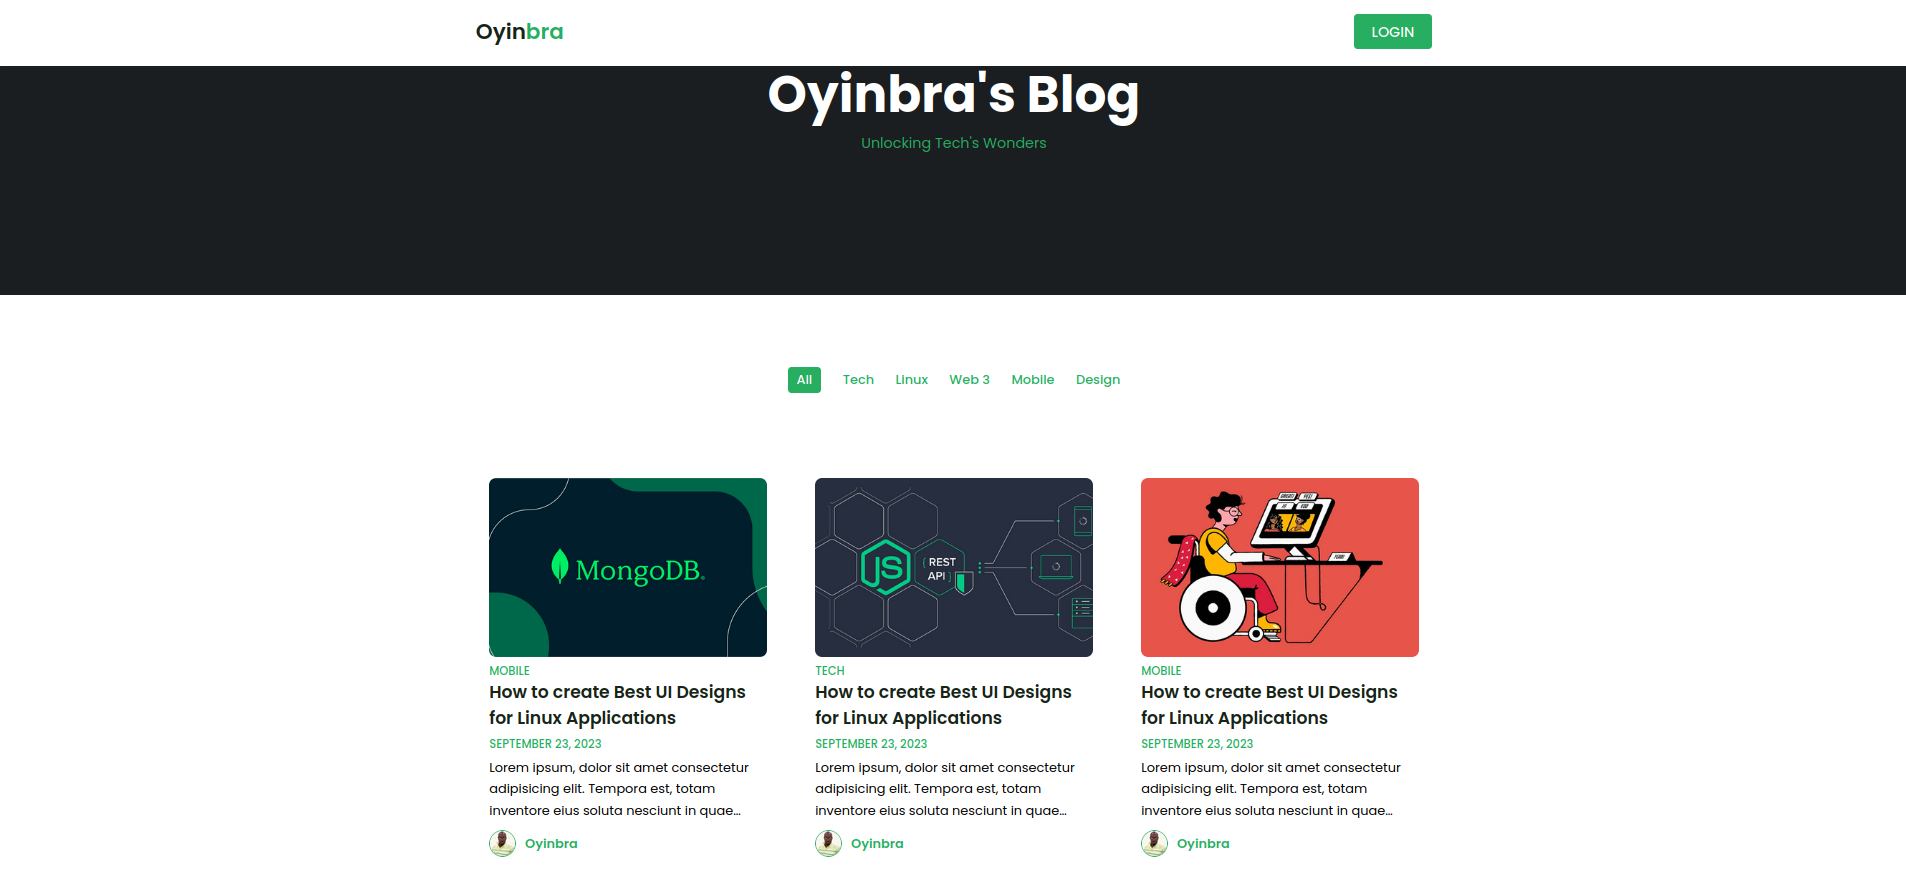 Oyinbra
LOGIN
Oyinbra's Blog
Unlocking Tech's Wonders
All Tech Linux Web 3 Mobile Design
MongoDB.
JS
{ REST
API }
MOBILE
How to create Best UI Designs
for Linux Applications
SEPTEMBER 23, 2023
Lorem ipsum, dolor sit amet consectetur
adipisicing elit. Tempora est, totam
inventore eius soluta nesciunt in quae...
Oyinbra
TECH
How to create Best UI Designs
for Linux Applications
SEPTEMBER 23, 2023
Lorem ipsum, dolor sit amet consectetur
adipisicing elit. Tempora est, totam
inventore eius soluta nesciunt in quae...
Oyinbra
MOBILE
How to create Best UI Designs
for Linux Applications
SEPTEMBER 23, 2023
Lorem ipsum, dolor sit amet consectetur
adipisicing elit. Tempora est, totam
inventore eius soluta nesciunt in quae...
Oyinbra